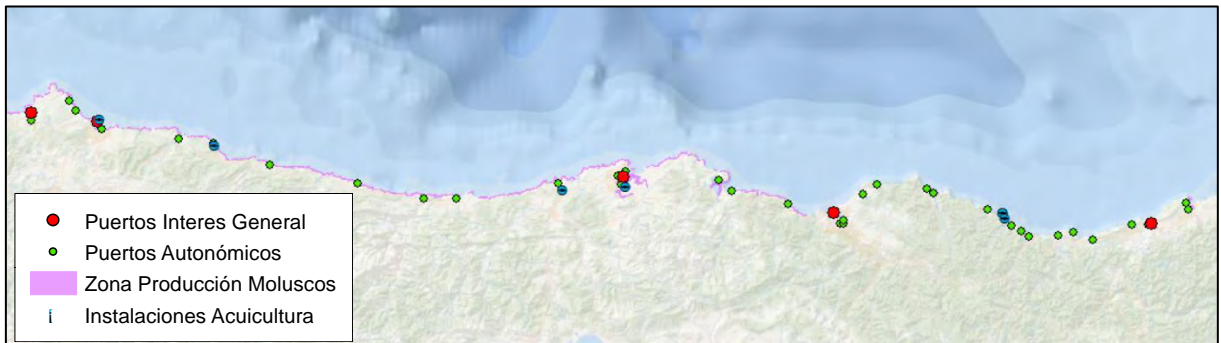 Puertos Interes General
Puertos Autonómicos
Zona Producción Moluscos
Instalaciones Acuicultura